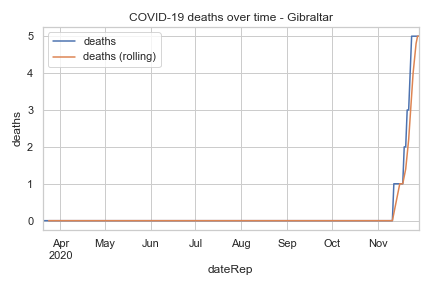 COVID-19 deaths over time - Gibraltar
deaths
deaths (rolling)
5
4
3
2
1
0
deaths
Apr May Jun Jul Aug Sep Oct Nov
2020
dateRep